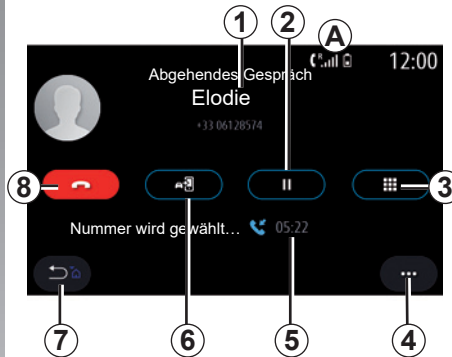 1
2
A
R
12:00
Abgehendes Gespräch
Elodie
+33 06128574
8
3
Nummer wird gewählt...
05:22
7
6
5
4